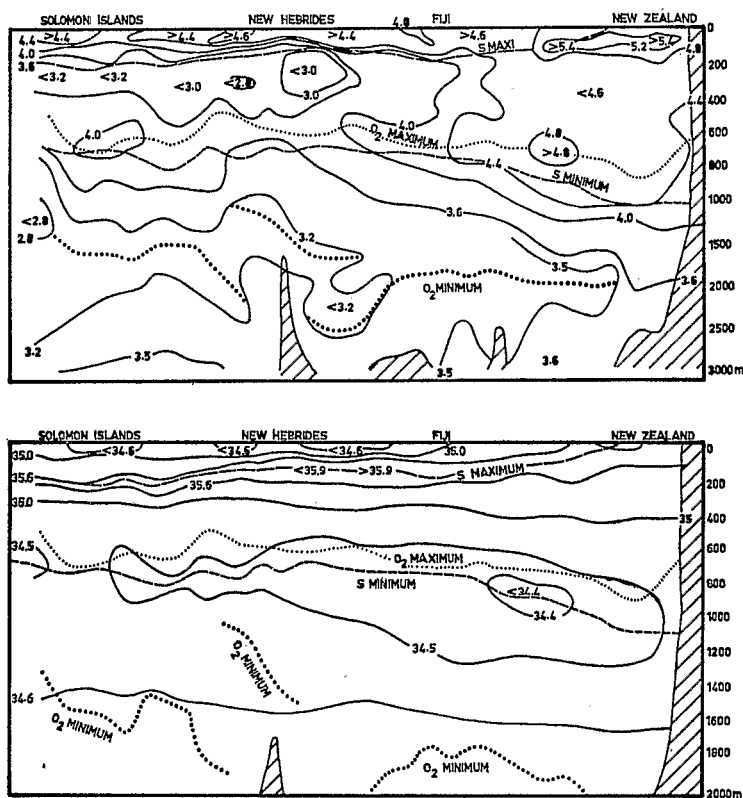 SOLOMON ISLANDS NEW HEBRIDES FIJI NEW ZEALAND
4.8 0
4.4 >4.4 >4.4 >4.6 >4.4 >4.6 >5.4 5.2 >5.4
4.0 S MAXI 4.8
3.6 200
<3.2 <3.2 <3.0 <3.0 <4.6
3.0 400 4.4
4.0 4.0 O2 MAXIMUM 4.8 600
>4.8 800
4.4 S MINIMUM
1000
<2.8 3.2 3.6 4.0
2.8 1500
3.5
O2 MINIMUM 3.6 2000
<3.2
2500
3.2 3.5 3.5 3.6 3000m
SOLOMON ISLANDS NEW HEBRIDES FIJI NEW ZEALAND
35.0 <34.6 <34.6 <34.6 35.0 0
35.6 <35.9 >35.9 S MAXIMUM
35.6 200
36.0
35 400
34.5 O2 MAXIMUM 600
S MINIMUM <34.4 800
34.4 1000
O2 MINIMUM 34.5 1200
1400
34.6
O2 MINIMUM 1600
O2 MINIMUM 1800
2000m